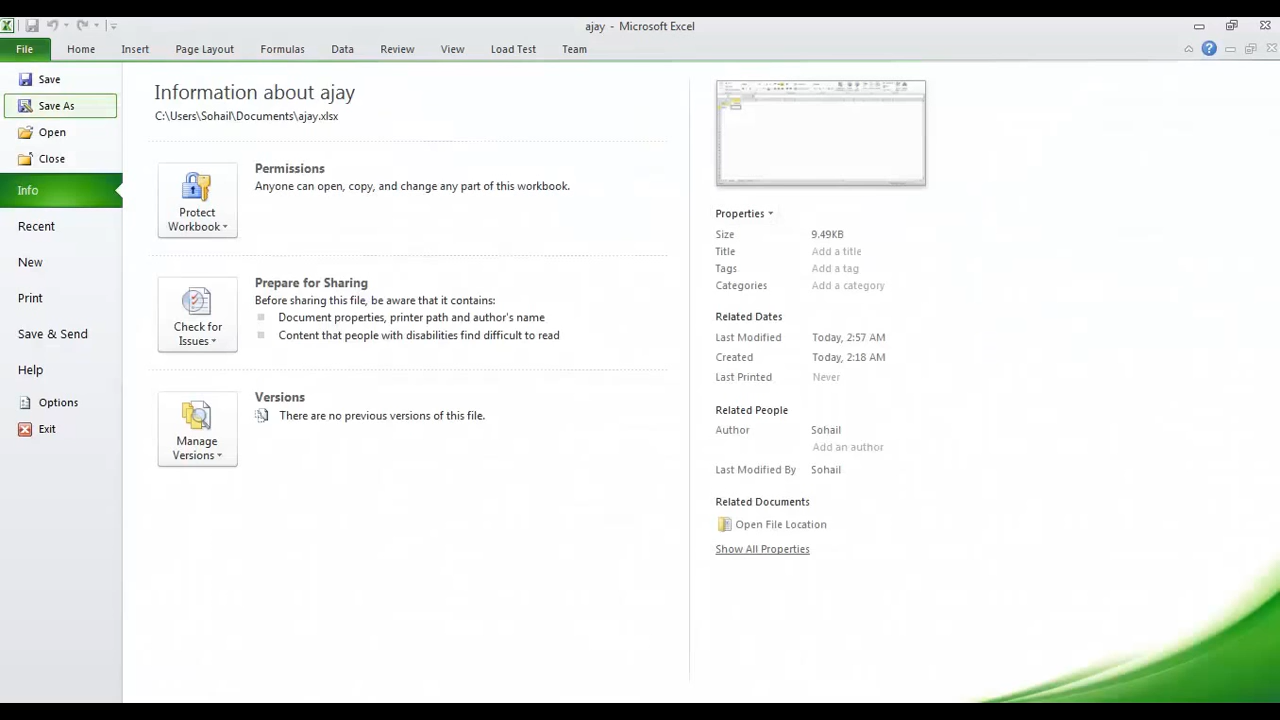 ajay - Microsoft Excel
File Home Insert Page Layout Formulas Data Review View Load Test Team
Save
Save As
Open
Close
Info
Recent
New
Print
Save & Send
Help
Options
Exit
Information about ajay
C:\Users\Sohail\Documents\ajay.xlsx
Protect
Workbook
Permissions
Anyone can open, copy, and change any part of this workbook.
Check for
Issues
Prepare for Sharing
Before sharing this file, be aware that it contains:
Document properties, printer path and author's name
Content that people with disabilities find difficult to read
Manage
Versions
Versions
There are no previous versions of this file.
Properties
Size 9.49KB
Title Add a title
Tags Add a tag
Categories Add a category
Related Dates
Last Modified Today, 2:57 AM
Created Today, 2:18 AM
Last Printed Never
Related People
Author Sohail
Add an author
Last Modified By Sohail
Related Documents
Open File Location
Show All Properties